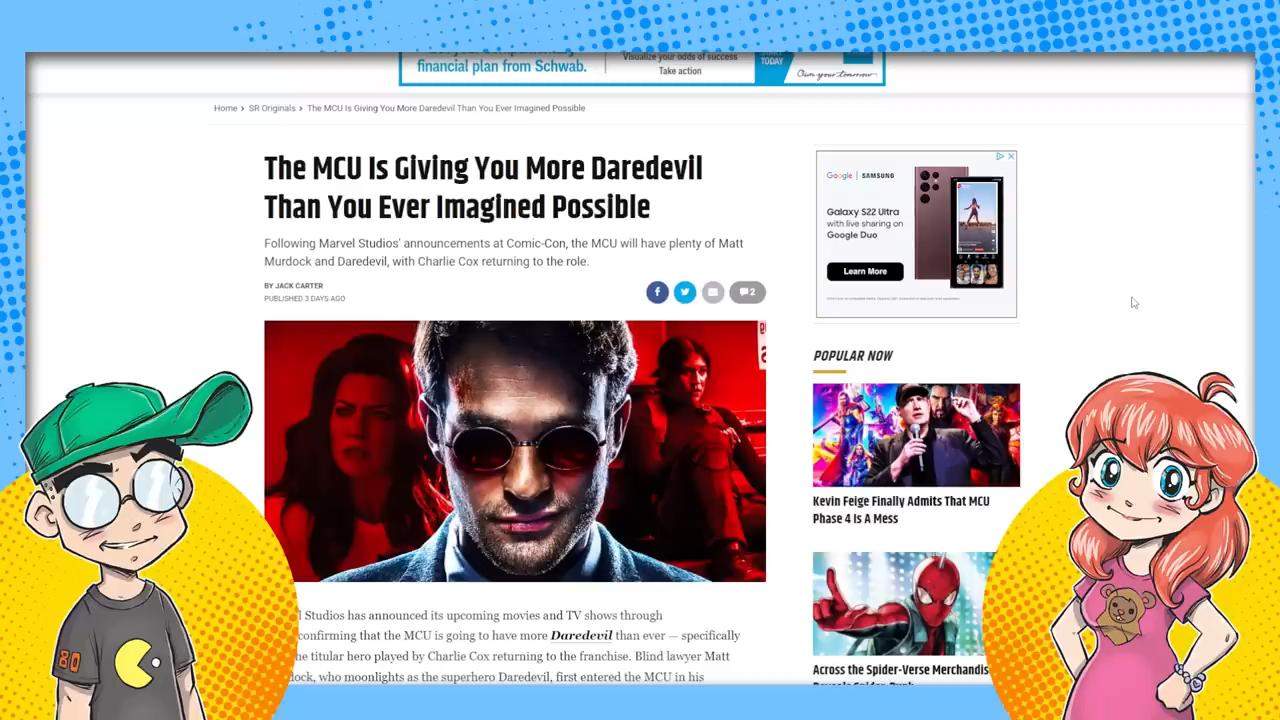 financial plan from Schwab.
Visualize your odds of success
Take action
TODAY
Own your tomorrow
Home > SR Originals > The MCU Is Giving You More Daredevil Than You Ever Imagined Possible
The MCU Is Giving You More Daredevil
Than You Ever Imagined Possible
Following Marvel Studios' announcements at Comic-Con, the MCU will have plenty of Matt
Murdock and Daredevil, with Charlie Cox returning to the role.
BY JACK CARTER
PUBLISHED 3 DAYS AGO
2
Google | SAMSUNG
Galaxy S22 Ultra
with live sharing on
Google Duo
Learn More
POPULAR NOW
Kevin Feige Finally Admits That MCU
Phase 4 Is A Mess
Across the Spider-Verse Merchandis
l Studios has announced its upcoming movies and TV shows through
confirming that the MCU is going to have more Daredevil than ever — specifically
he titular hero played by Charlie Cox returning to the franchise. Blind lawyer Matt
dock, who moonlights as the superhero Daredevil, first entered the MCU in his
80